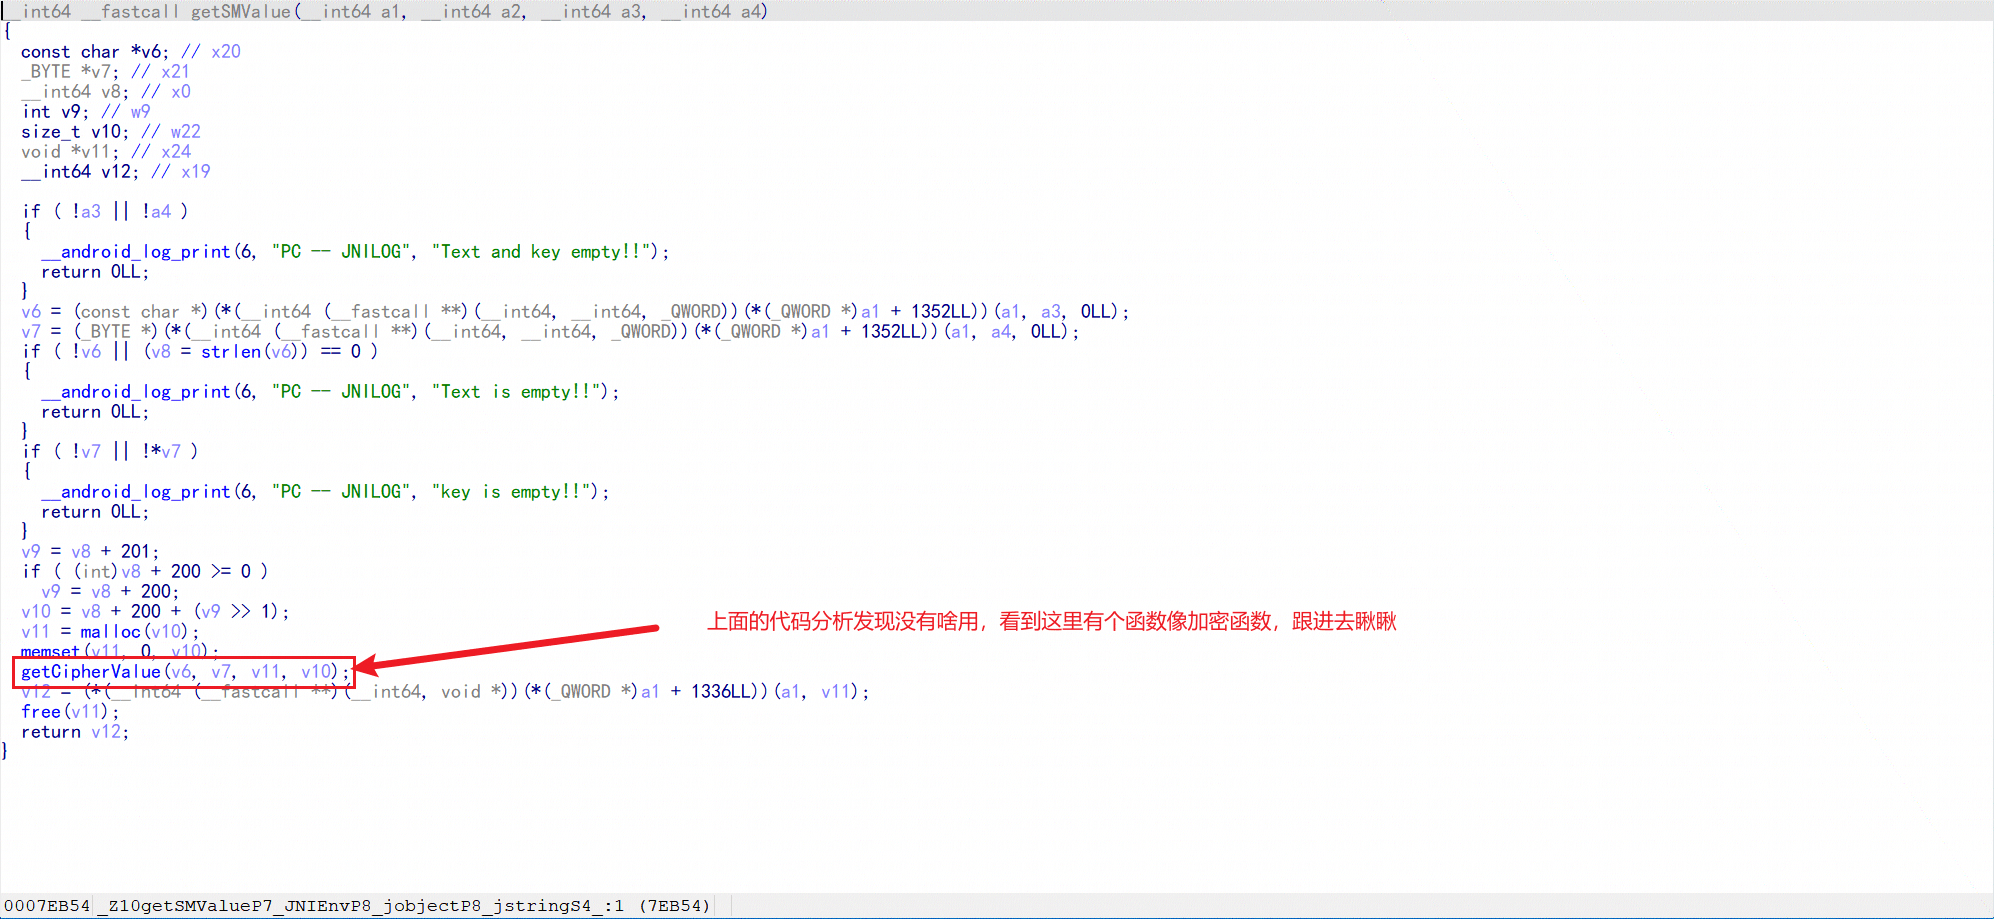 __int64 __fastcall getSMValue(__int64 a1, __int64 a2, __int64 a3, __int64 a4)
{
  const char *v6; // x20
  _BYTE *v7; // x21
  __int64 v8; // x0
  int v9; // w9
  size_t v10; // w22
  void *v11; // x24
  __int64 v12; // x19

  if ( !a3 || !a4 )
  {
    __android_log_print(6, "PC -- JNILOG", "Text and key empty!!");
    return 0LL;
  }
  v6 = (const char *)(*(__int64 (__fastcall **)(__int64, __int64, _QWORD))(*(_QWORD *)a1 + 1352LL))(a1, a3, 0LL);
  v7 = (_BYTE *)(*(__int64 (__fastcall **)(__int64, __int64, _QWORD))(*(_QWORD *)a1 + 1352LL))(a1, a4, 0LL);
  if ( !v6 || (v8 = strlen(v6)) == 0 )
  {
    __android_log_print(6, "PC -- JNILOG", "Text is empty!!");
    return 0LL;
  }
  if ( !v7 || !*v7 )
  {
    __android_log_print(6, "PC -- JNILOG", "key is empty!!");
    return 0LL;
  }
  v9 = v8 + 201;
  if ( (int)v8 + 200 >= 0 )
    v9 = v8 + 200;
  v10 = v8 + 200 + (v9 >> 1);
上面的代码分析发现没有啥用，看到这里有个函数像加密函数，跟进去瞅瞅
  v11 = malloc(v10);
  memset(v11, 0, v10);
  getCipherValue(v6, v7, v11, v10);
  v12 = (*(__int64 (__fastcall **)(__int64, void *))(*(_QWORD *)a1 + 1336LL))(a1, v11);
  free(v11);
  return v12;
}
0007EB54 _Z10getSMValueP7_JNIEnvP8_jobjectP8_jstringS4_:1 (7EB54)